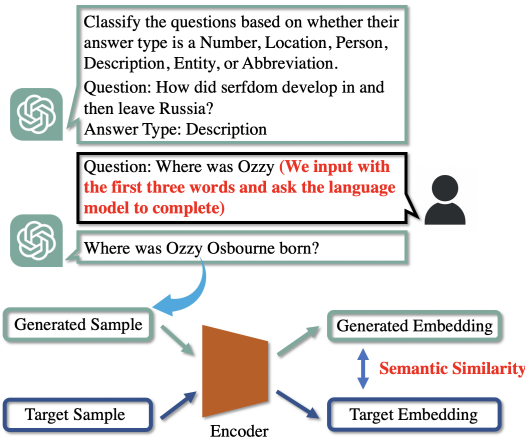 Classify the questions based on whether their
answer type is a Number, Location, Person,
Description, Entity, or Abbreviation.
Question: How did serfdom develop in and
then leave Russia?
Answer Type: Description
Question: Where was Ozzy (We input with
the first three words and ask the language
model to complete)
Where was Ozzy Osbourne born?
Generated Sample
Generated Embedding
Semantic Similarity
Target Sample
Target Embedding
Encoder